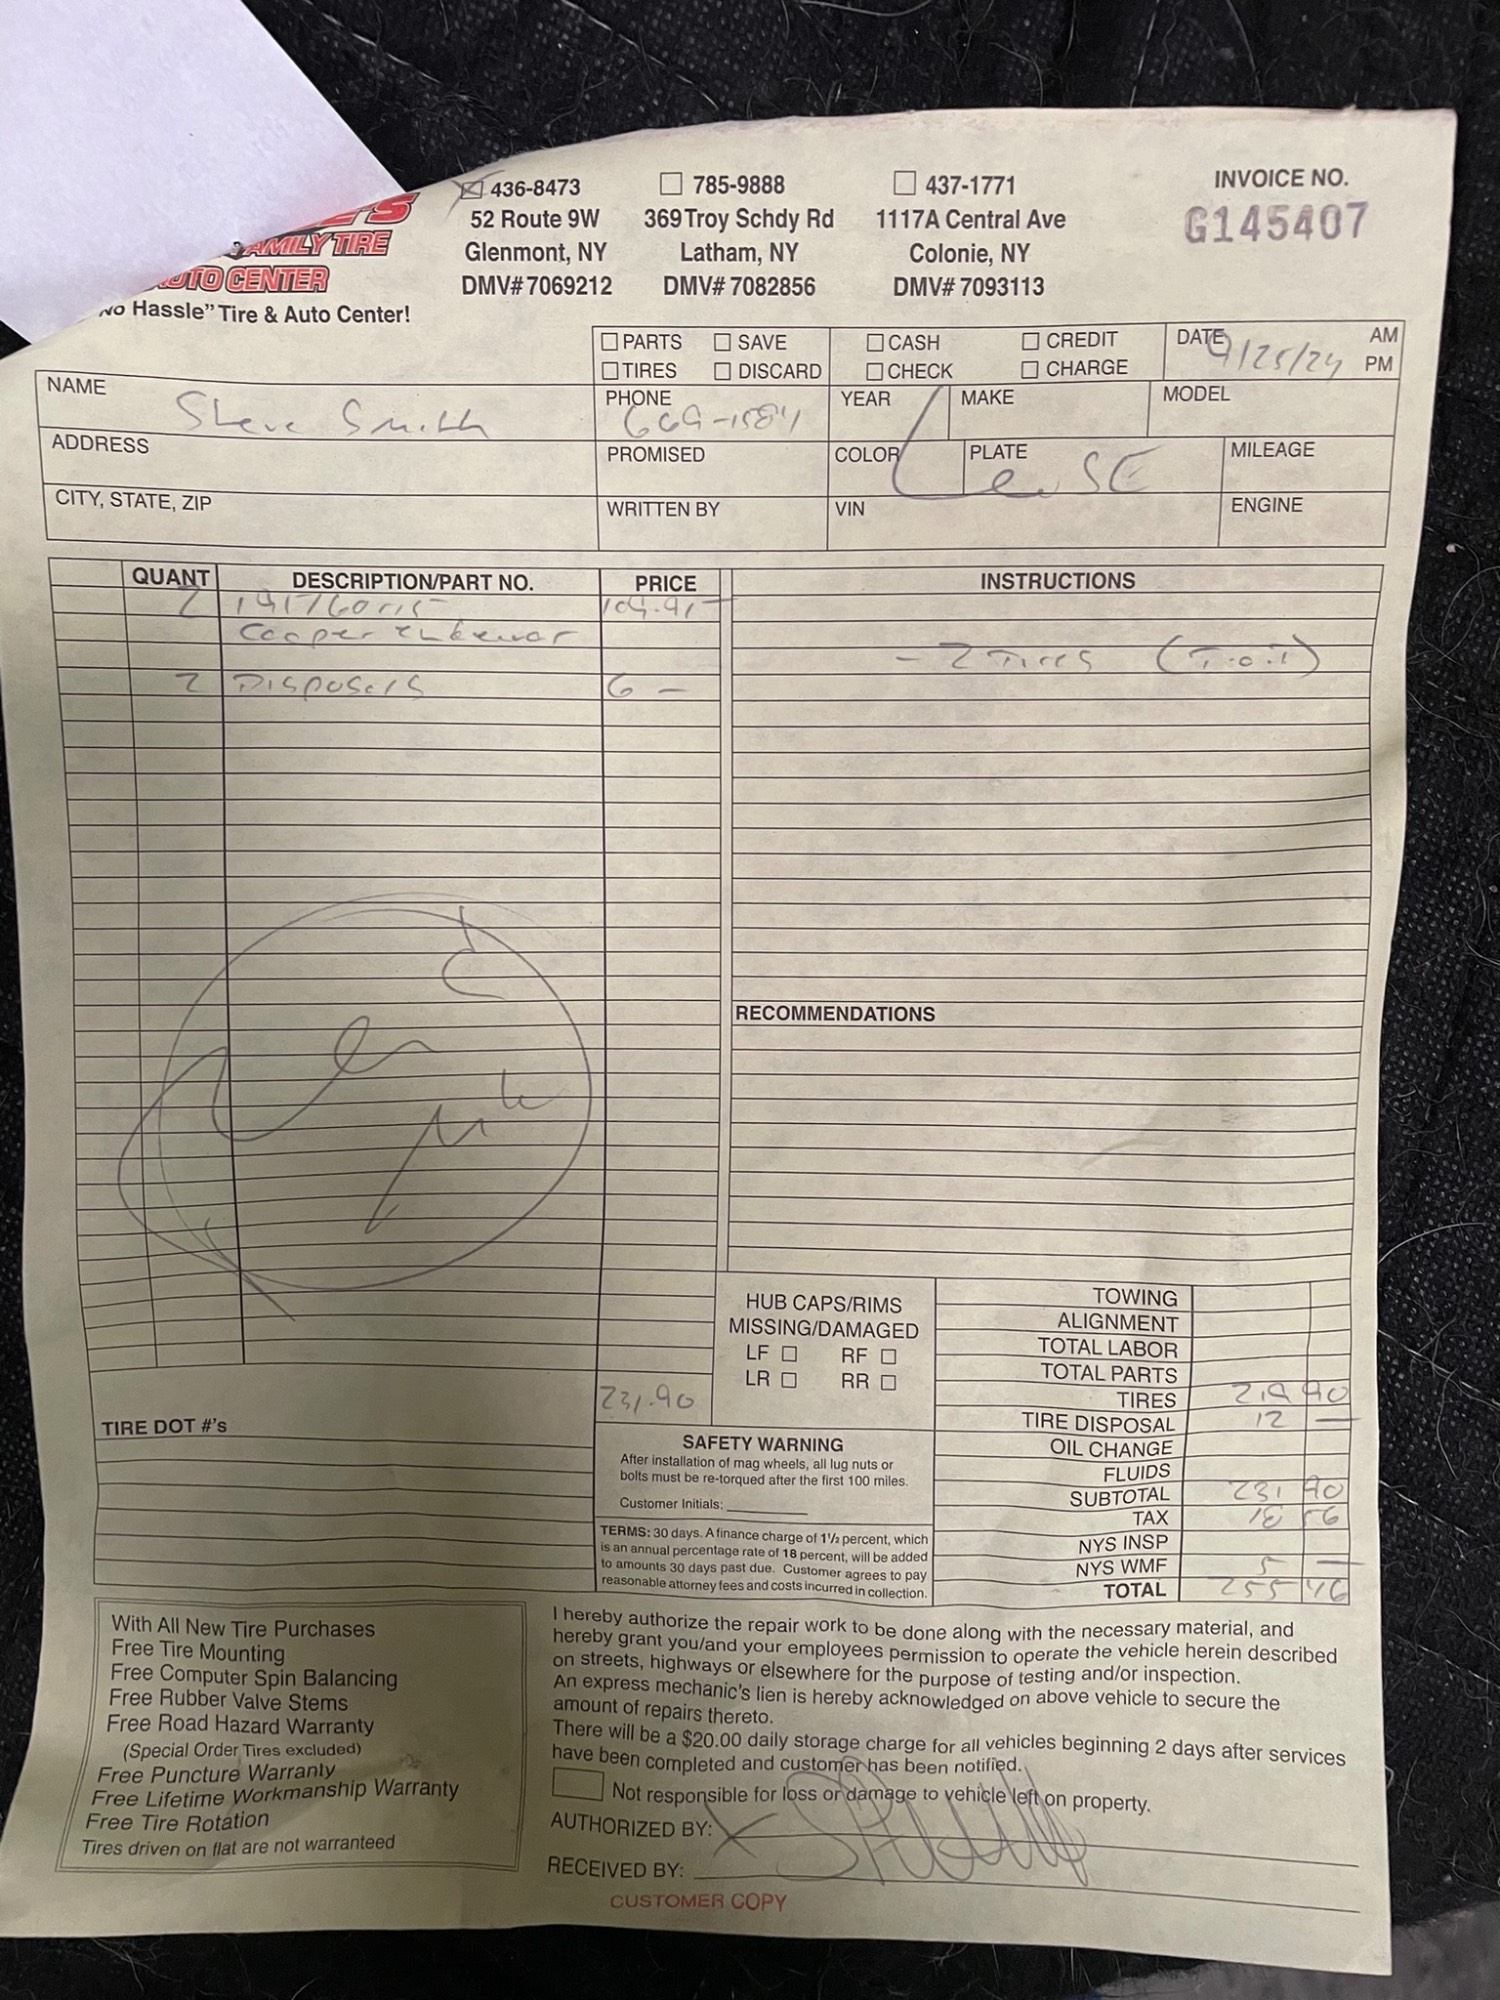 436-8473
52 Route 9W
Glenmont, NY
DMV# 7069212
785-9888
369 Troy Schdy Rd
Latham, NY
DMV# 7082856
437-1771
1117A Central Ave
Colonie, NY
DMV# 7093113
INVOICE NO.
G145407
FAMILY TIRE
AUTO CENTER
No Hassle" Tire & Auto Center!
PARTS SAVE CASH CREDIT
TIRES DISCARD CHECK CHARGE
DATE 9/25/24 AM PM
NAME Steve Smith
PHONE 669-1584
YEAR MAKE MODEL
ADDRESS
PROMISED
COLOR PLATE MILEAGE
CITY, STATE, ZIP
WRITTEN BY
VIN ENGINE
QUANT DESCRIPTION/PART NO. PRICE INSTRUCTIONS
2
Cooper
- 2 Tires (T.o.T)
2 Disposals 6 -
RECOMMENDATIONS
HUB CAPS/RIMS
MISSING/DAMAGED
LF RF
LR RR
231.90
TIRE DOT #'s
SAFETY WARNING
After installation of mag wheels, all lug nuts or
bolts must be re-torqued after the first 100 miles.
Customer Initials:
TERMS: 30 days. A finance charge of 1½ percent, which
is an annual percentage rate of 18 percent, will be added
to amounts 30 days past due. Customer agrees to pay
reasonable attorney fees and costs incurred in collection.
TOWING
ALIGNMENT
TOTAL LABOR
TOTAL PARTS
TIRES 219 90
TIRE DISPOSAL 12 —
OIL CHANGE
FLUIDS
SUBTOTAL 231 90
TAX 18 56
NYS INSP
NYS WMF 5 —
TOTAL 255 46
With All New Tire Purchases
Free Tire Mounting
Free Computer Spin Balancing
Free Rubber Valve Stems
Free Road Hazard Warranty
(Special Order Tires excluded)
Free Puncture Warranty
Free Lifetime Workmanship Warranty
Free Tire Rotation
Tires driven on flat are not warranteed
I hereby authorize the repair work to be done along with the necessary material, and
hereby grant you/and your employees permission to operate the vehicle herein described
on streets, highways or elsewhere for the purpose of testing and/or inspection.
An express mechanic's lien is hereby acknowledged on above vehicle to secure the
amount of repairs thereto.
There will be a $20.00 daily storage charge for all vehicles beginning 2 days after services
have been completed and customer has been notified.
Not responsible for loss or damage to vehicle left on property.
AUTHORIZED BY: X
RECEIVED BY:
CUSTOMER COPY